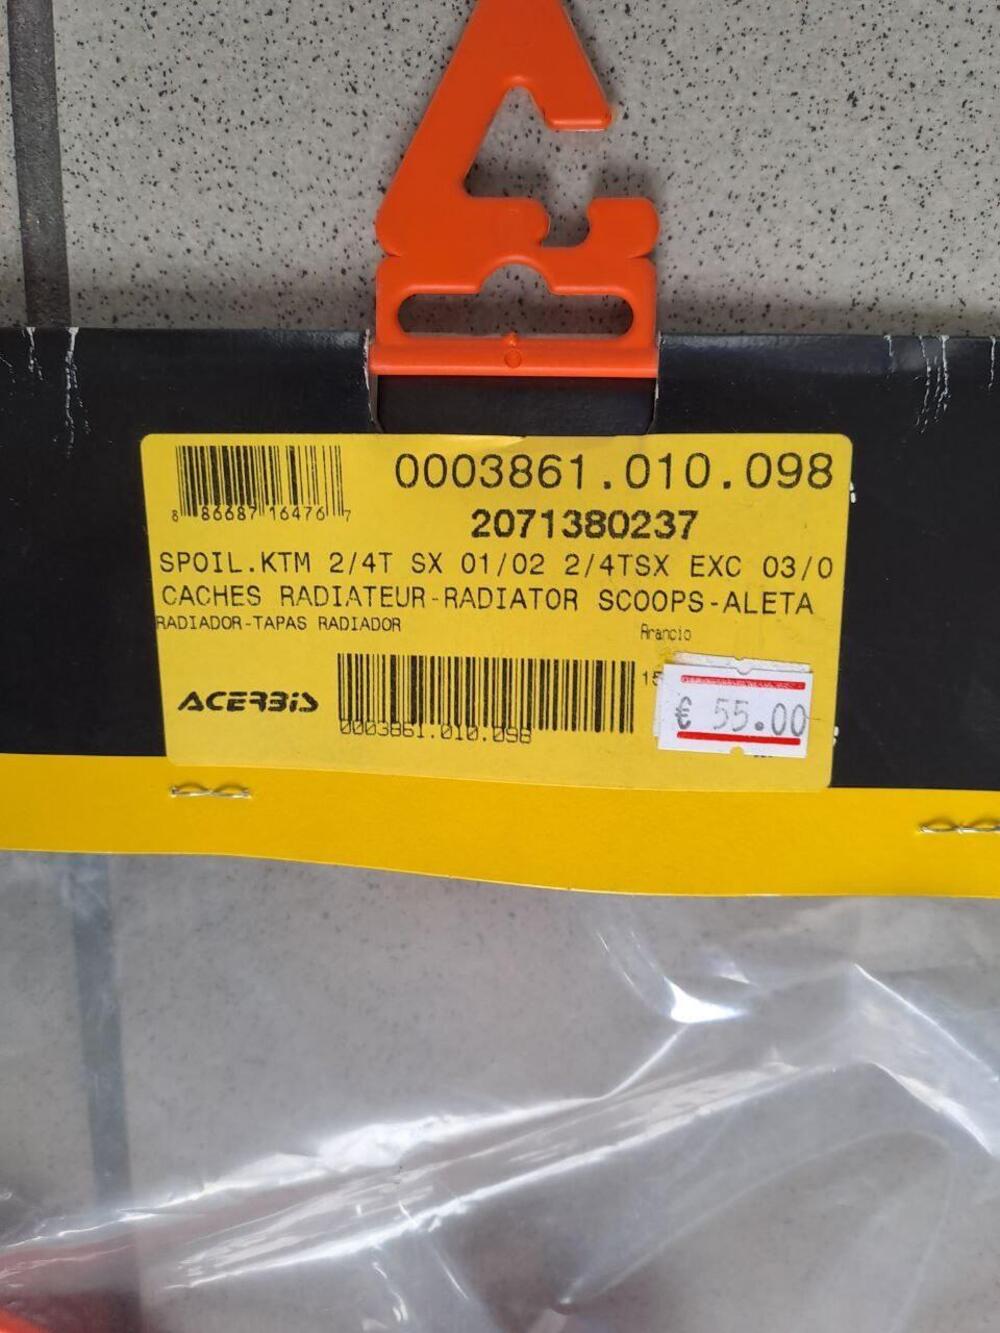 0003861.010.098
8 86687 16476 7
2071380237
SPOIL.KTM 2/4T SX 01/02 2/4TSX EXC 03/0
CACHES RADIATEUR-RADIATOR SCOOPS-ALETA
RADIADOR-TAPAS RADIADOR
Arancio
ACERBIS
15
€ 55.00
0003861.010.098